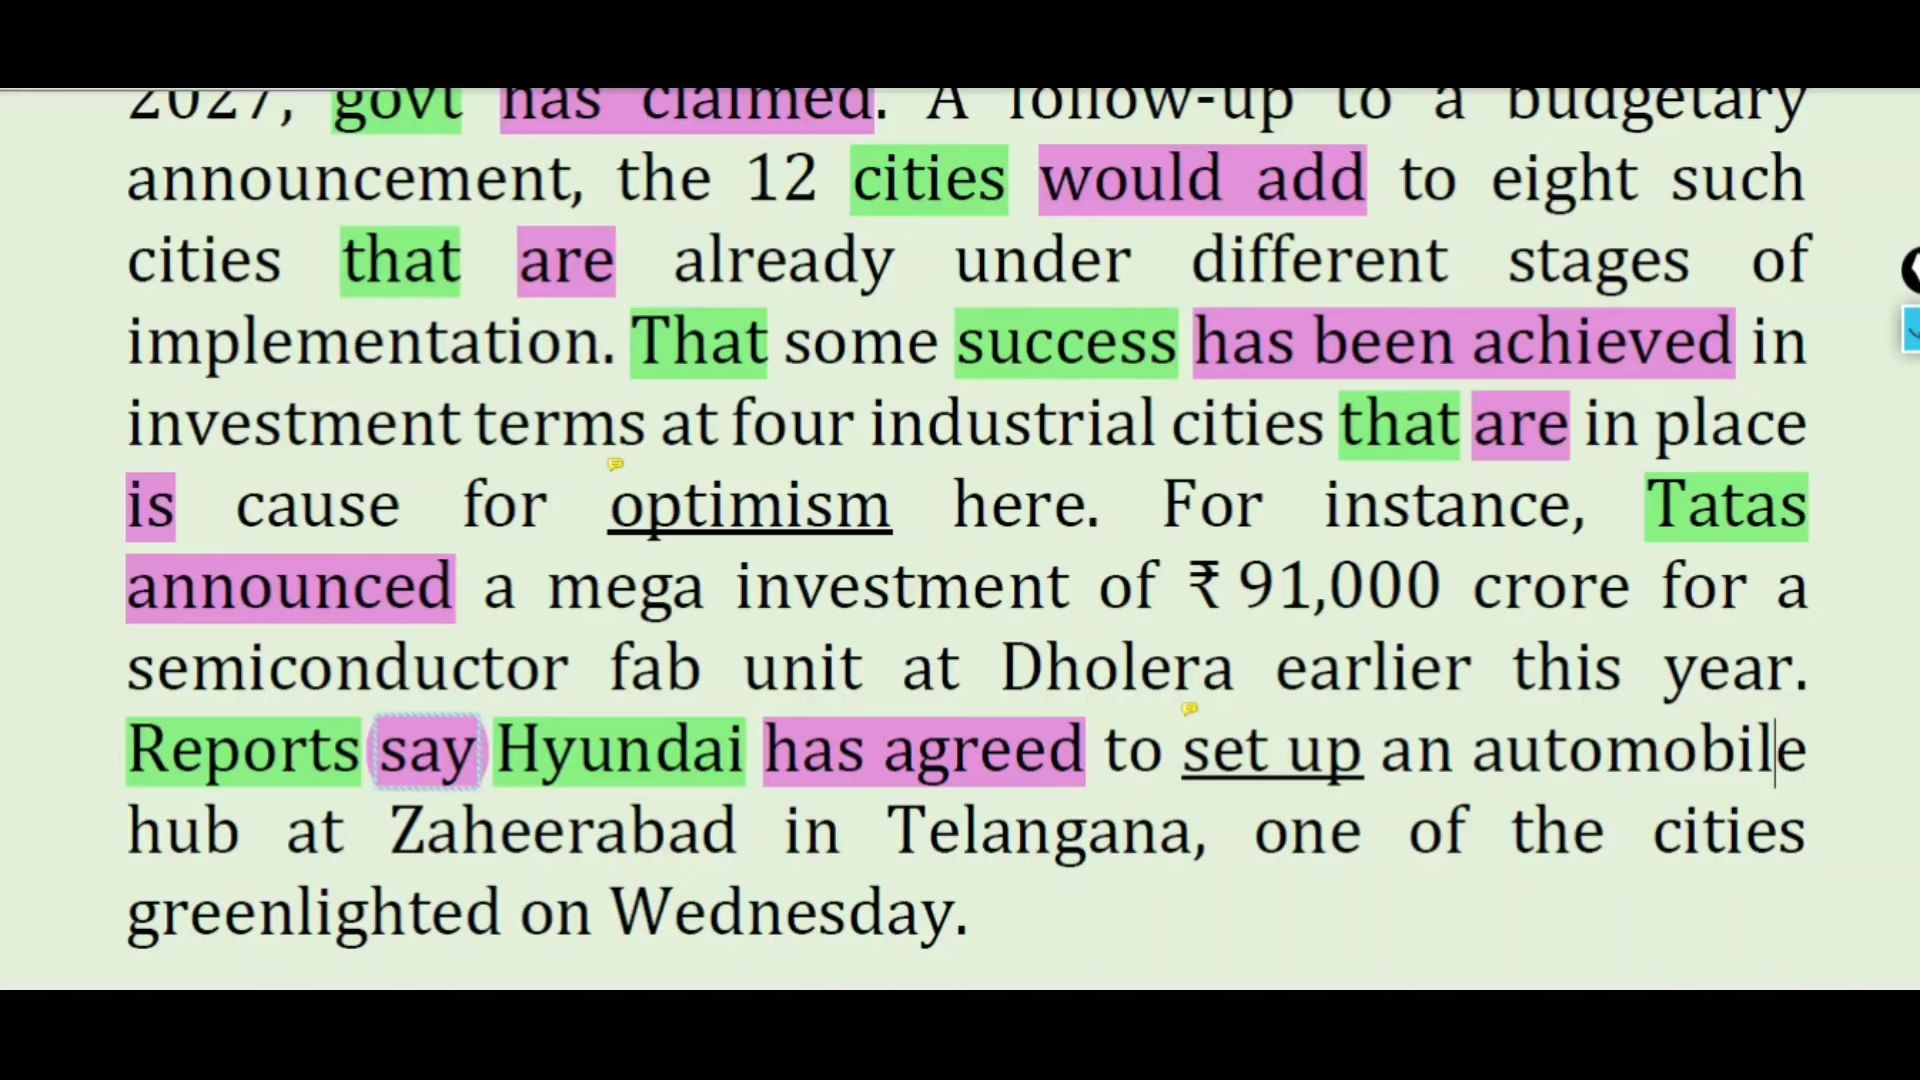 2027, govt has claimed. A follow-up to a budgetary
announcement, the 12 cities would add to eight such
cities that are already under different stages of
implementation. That some success has been achieved in
investment terms at four industrial cities that are in place
is cause for optimism here. For instance, Tatas
announced a mega investment of ₹ 91,000 crore for a
semiconductor fab unit at Dholera earlier this year.
Reports say Hyundai has agreed to set up an automobile
hub at Zaheerabad in Telangana, one of the cities
greenlighted on Wednesday.